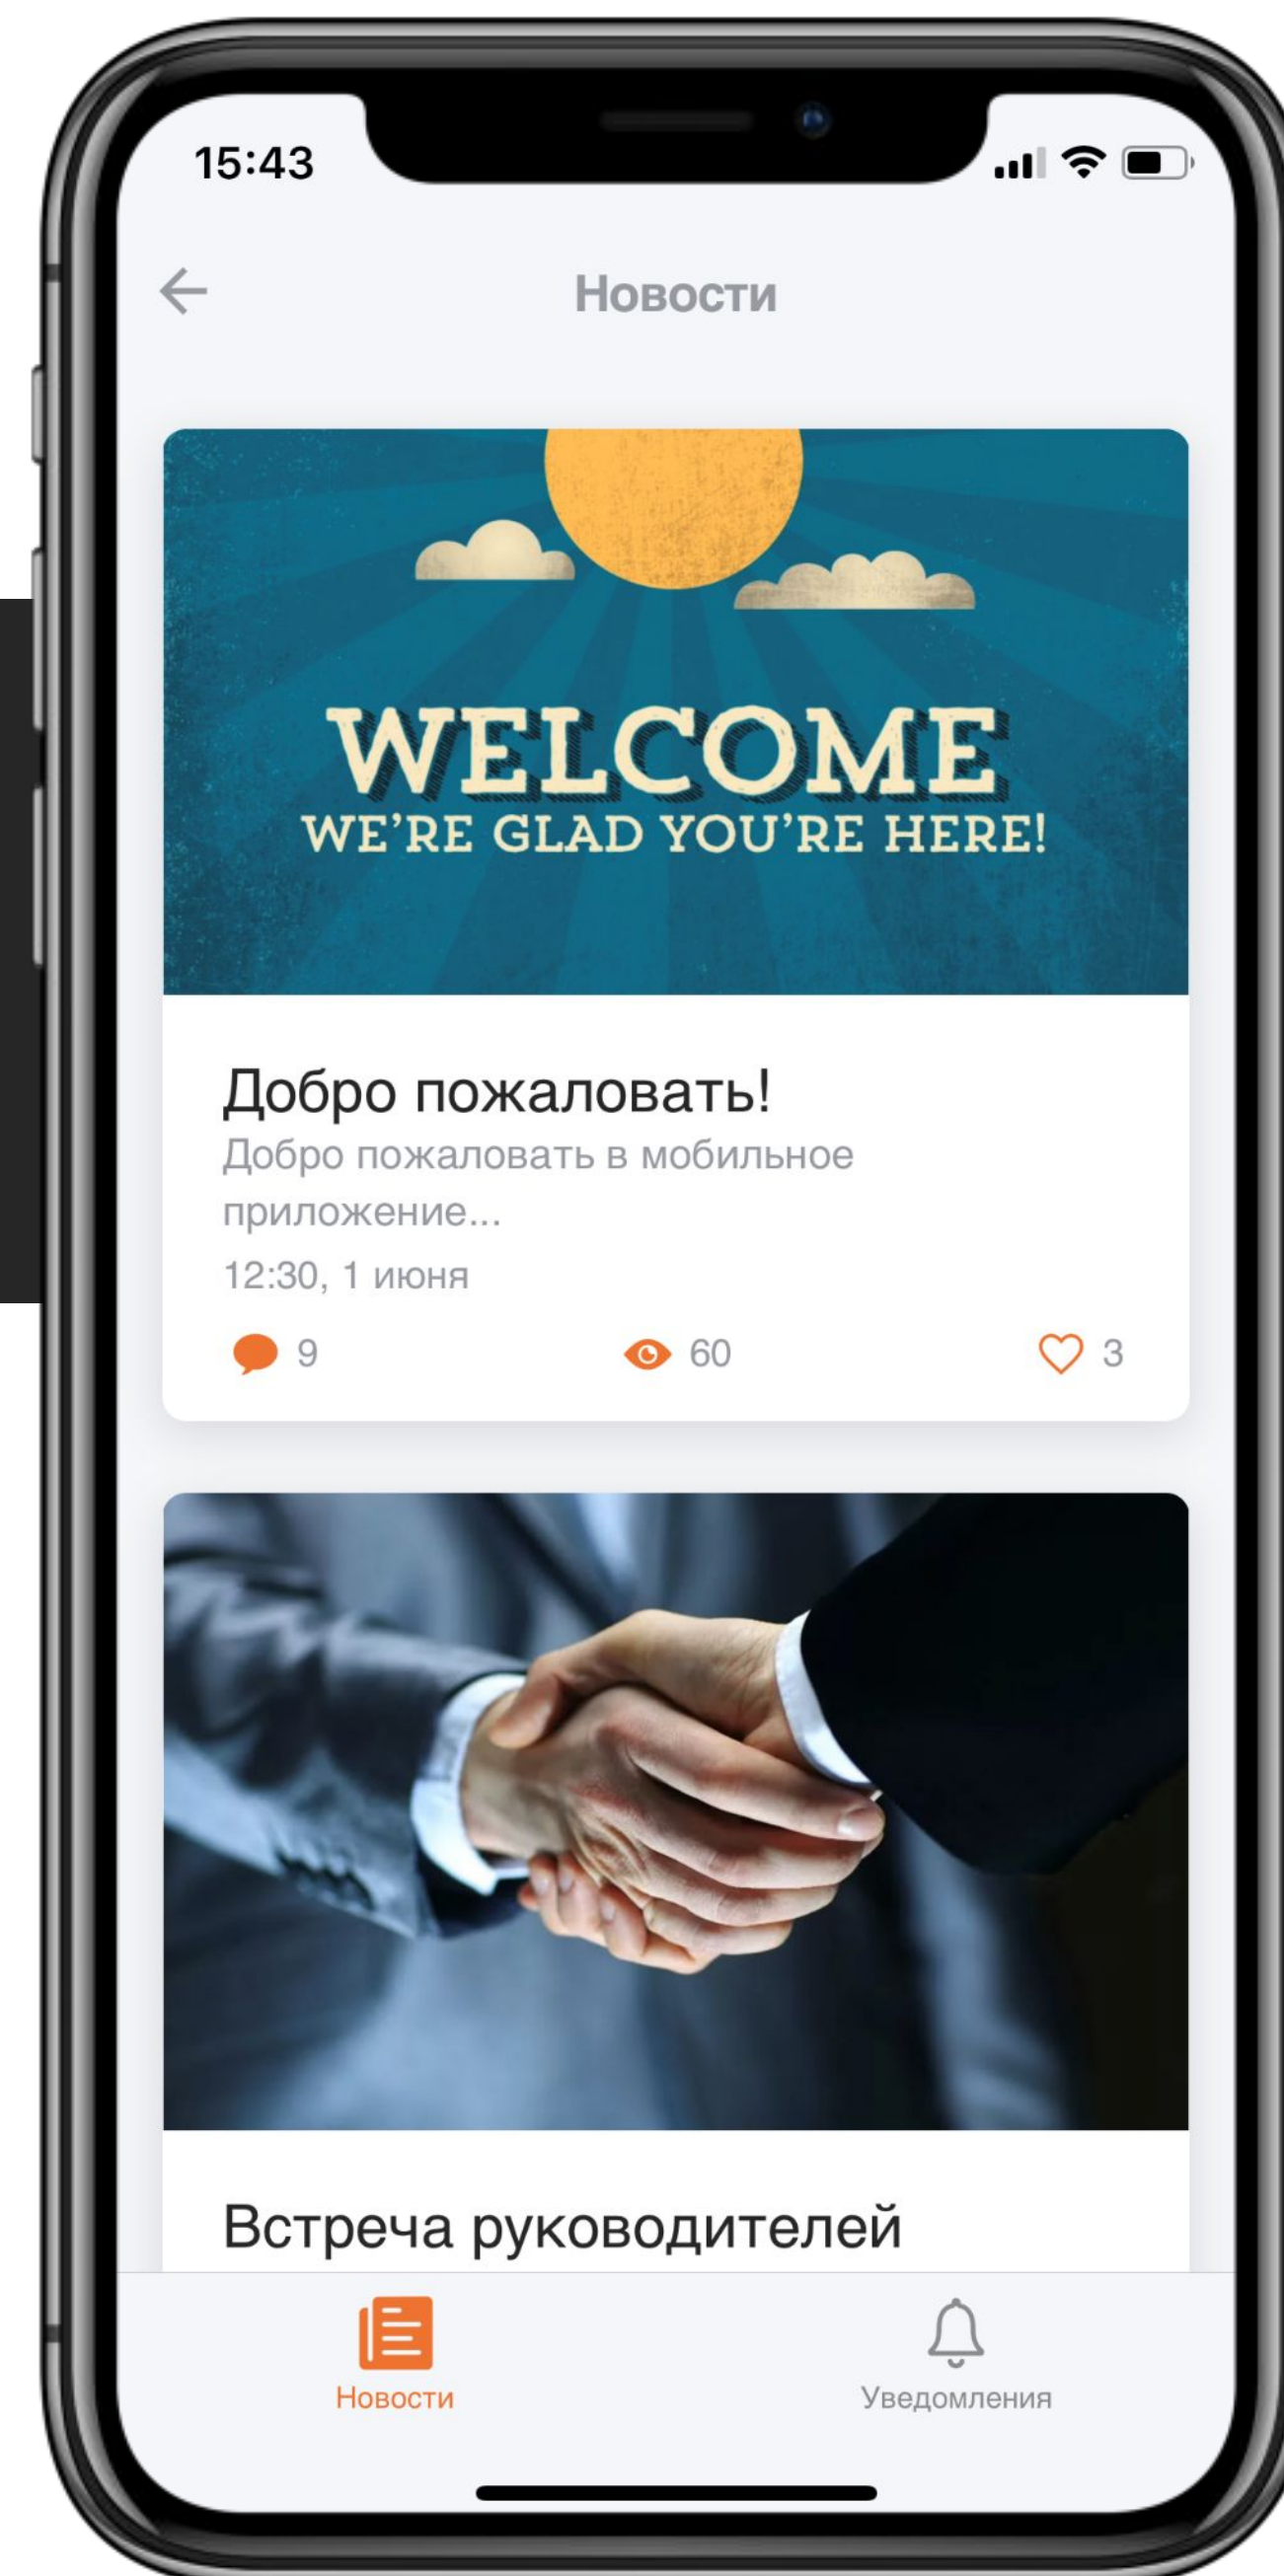 15:43
Новости
WELCOME
WE'RE GLAD YOU'RE HERE!
Добро пожаловать!
Добро пожаловать в мобильное
приложение...
12:30, 1 июня
9 60 3
Встреча руководителей
Новости Уведомления